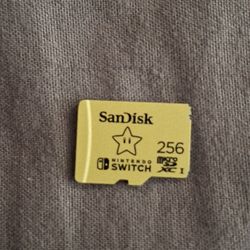 SanDisk
256
NINTENDO
SWITCH
micro
SD
XC I